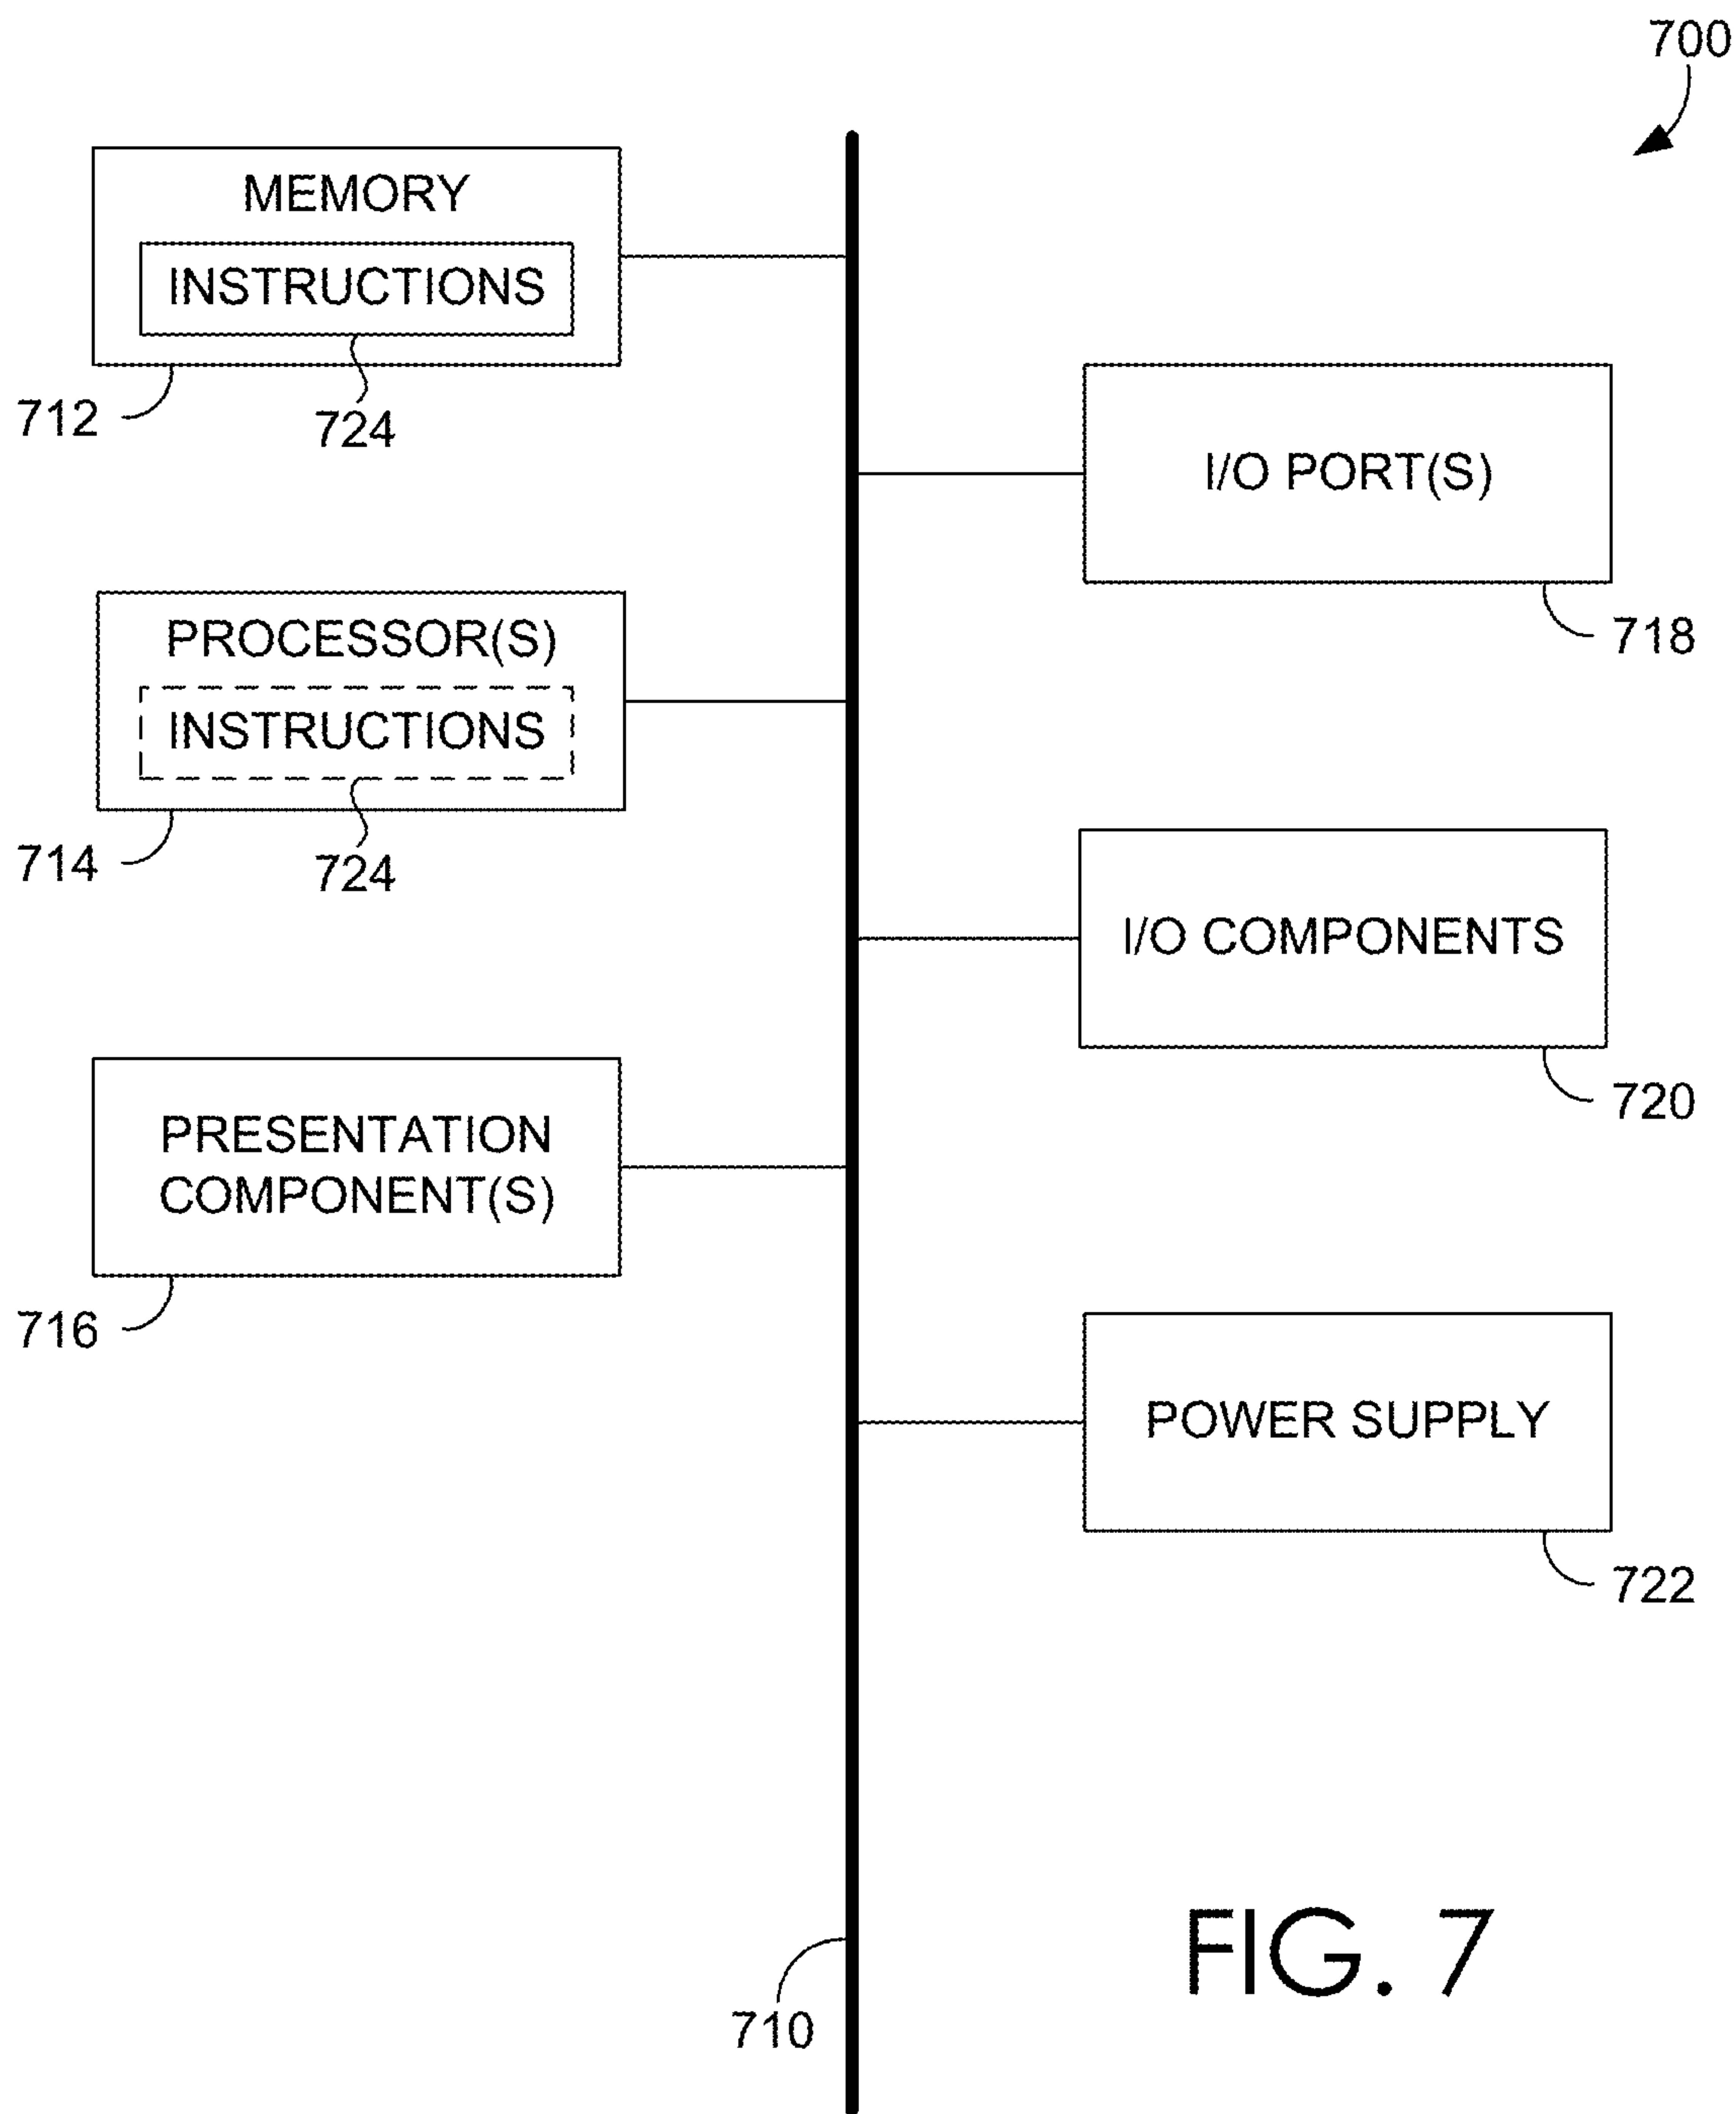 700
MEMORY
INSTRUCTIONS
712
724
I/O PORT(S)
718
PROCESSOR(S)
INSTRUCTIONS
714
724
I/O COMPONENTS
720
PRESENTATION
COMPONENT(S)
716
POWER SUPPLY
722
710
FIG. 7